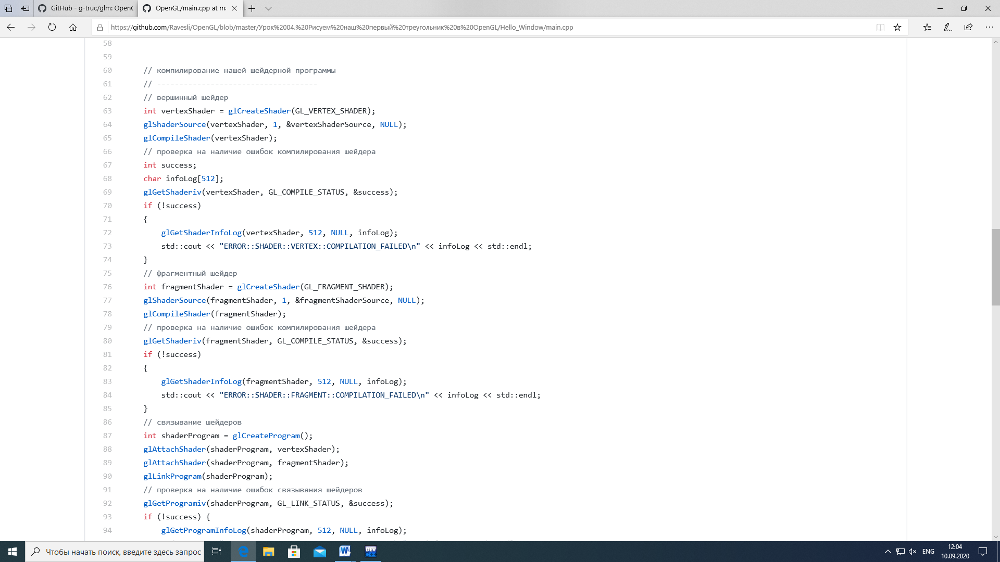 GitHub - g-truc/glm: OpenG
OpenGL/main.cpp at ma
https://github.com/Ravesli/OpenGL/blob/master/Урок%2004.%20Рисуем%20наш%20первый%20треугольник%20в%20OpenGL/Hello_Window/main.cpp
58
59
60 // компилирование нашей шейдерной программы
61 // ------------------------------------
62 // вершинный шейдер
63 int vertexShader = glCreateShader(GL_VERTEX_SHADER);
64 glShaderSource(vertexShader, 1, &vertexShaderSource, NULL);
65 glCompileShader(vertexShader);
66 // проверка на наличие ошибок компилирования шейдера
67 int success;
68 char infoLog[512];
69 glGetShaderiv(vertexShader, GL_COMPILE_STATUS, &success);
70 if (!success)
71 {
72 glGetShaderInfoLog(vertexShader, 512, NULL, infoLog);
73 std::cout << "ERROR::SHADER::VERTEX::COMPILATION_FAILED\n" << infoLog << std::endl;
74 }
75 // фрагментный шейдер
76 int fragmentShader = glCreateShader(GL_FRAGMENT_SHADER);
77 glShaderSource(fragmentShader, 1, &fragmentShaderSource, NULL);
78 glCompileShader(fragmentShader);
79 // проверка на наличие ошибок компилирования шейдера
80 glGetShaderiv(fragmentShader, GL_COMPILE_STATUS, &success);
81 if (!success)
82 {
83 glGetShaderInfoLog(fragmentShader, 512, NULL, infoLog);
84 std::cout << "ERROR::SHADER::FRAGMENT::COMPILATION_FAILED\n" << infoLog << std::endl;
85 }
86 // связывание шейдеров
87 int shaderProgram = glCreateProgram();
88 glAttachShader(shaderProgram, vertexShader);
89 glAttachShader(shaderProgram, fragmentShader);
90 glLinkProgram(shaderProgram);
91 // проверка на наличие ошибок связывания шейдеров
92 glGetProgramiv(shaderProgram, GL_LINK_STATUS, &success);
93 if (!success) {
94 glGetProgramInfoLog(shaderProgram, 512, NULL, infoLog);
Чтобы начать поиск, введите здесь запрос
DEV
ENG
12:04
10.09.2020